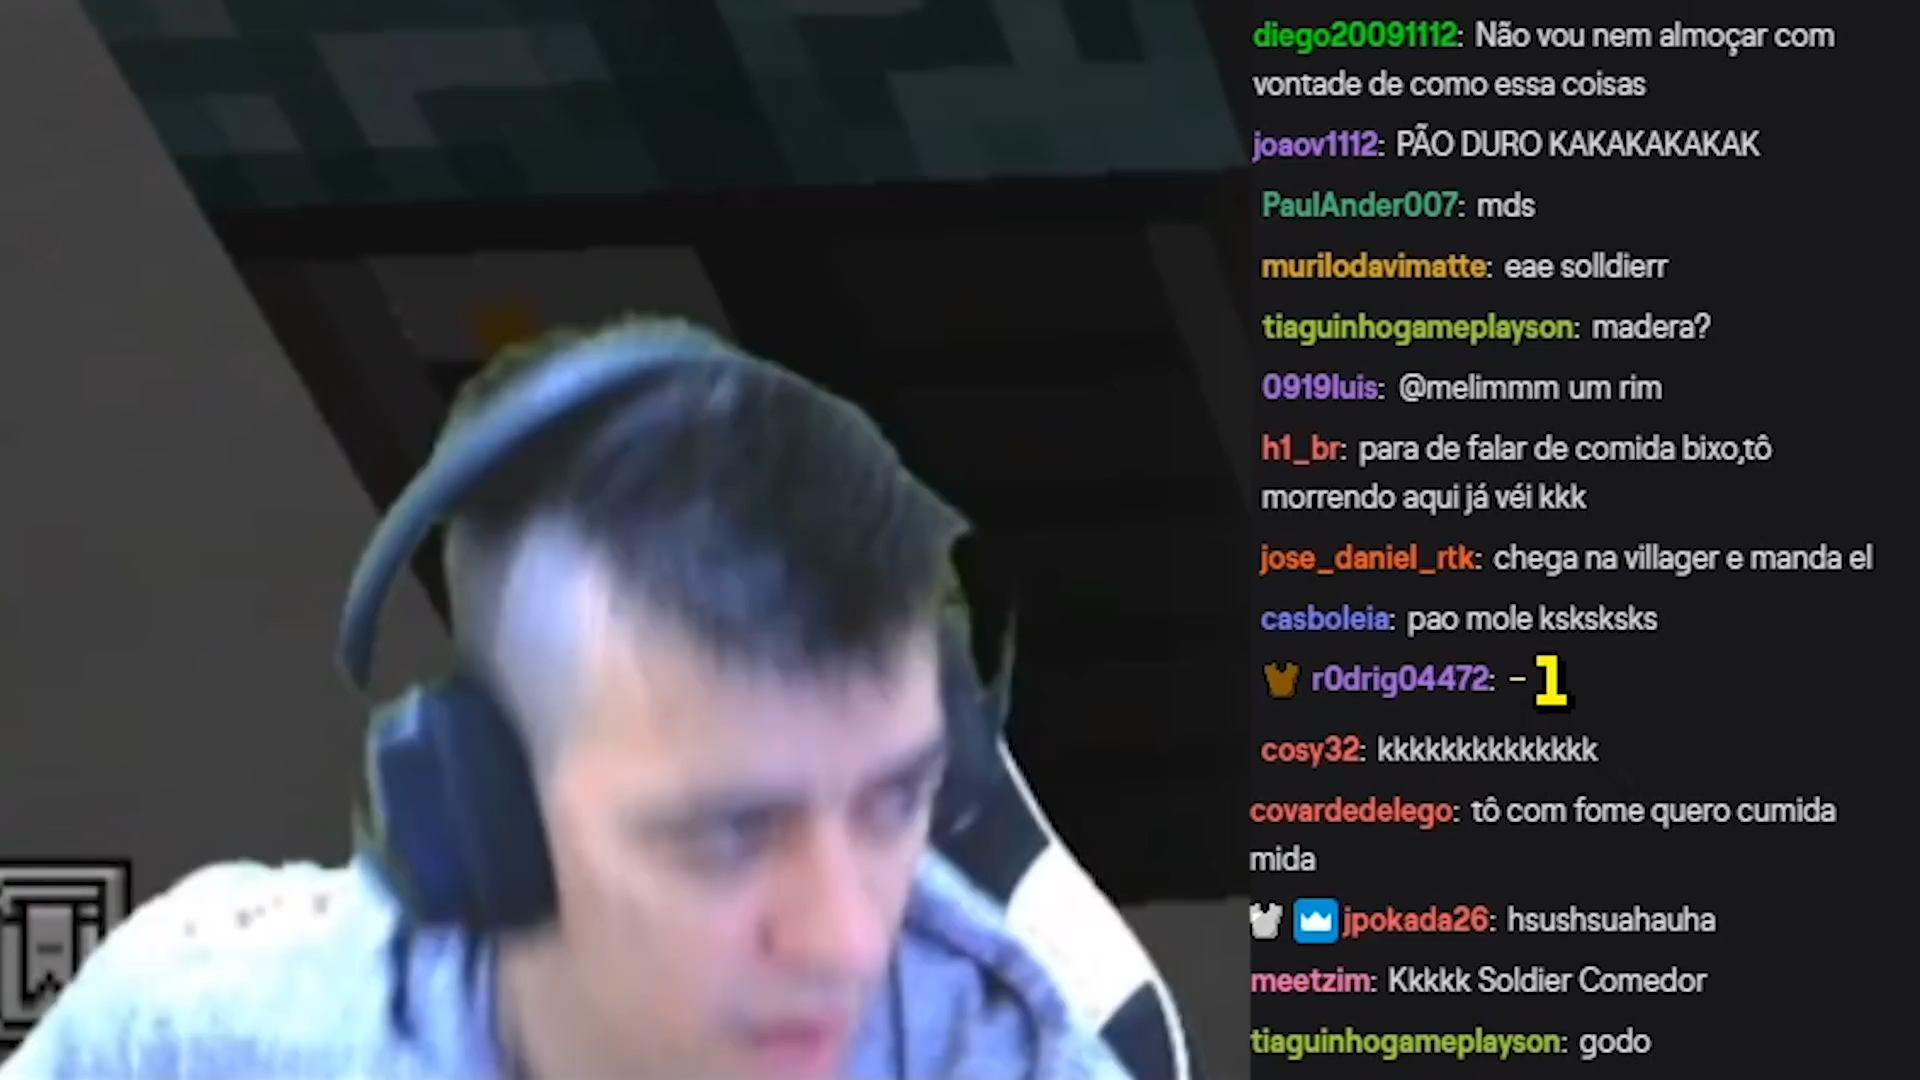 diego20091112: Não vou nem almoçar com
vontade de como essa coisas
joaov1112: PÃO DURO KAKAKAKAKAK
PaulAnder007: mds
murilodavimatte: eae solldierr
tiaguinhogameplayson: madera?
0919luis: @melimmm um rim
h1_br: para de falar de comida bixo,tô
morrendo aqui já véi kkk
jose_daniel_rtk: chega na villager e manda el
casboleia: pao mole ksksksks
r0drig04472: -1
cosy32: kkkkkkkkkkkkkk
covardedelego: tô com fome quero cumida
mida
jpokada26: hsushsuahauha
meetzim: Kkkkk Soldier Comedor
tiaguinhogameplayson: godo